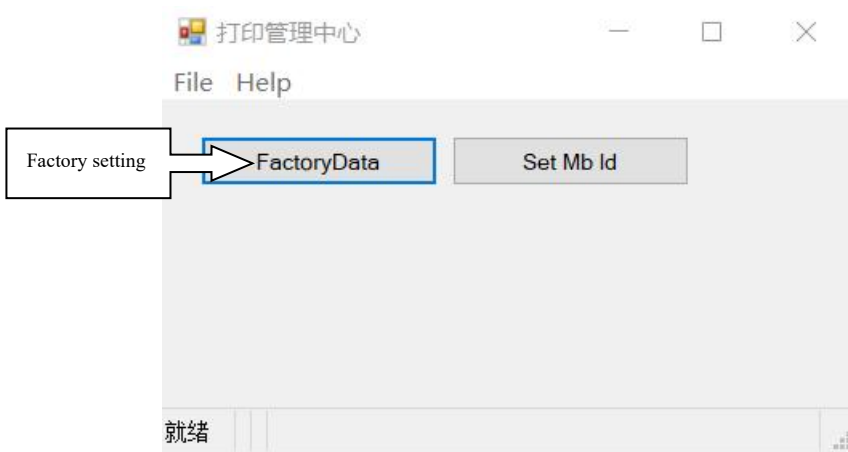 打印管理中心
File Help
Factory setting
FactoryData
Set Mb Id
就绪